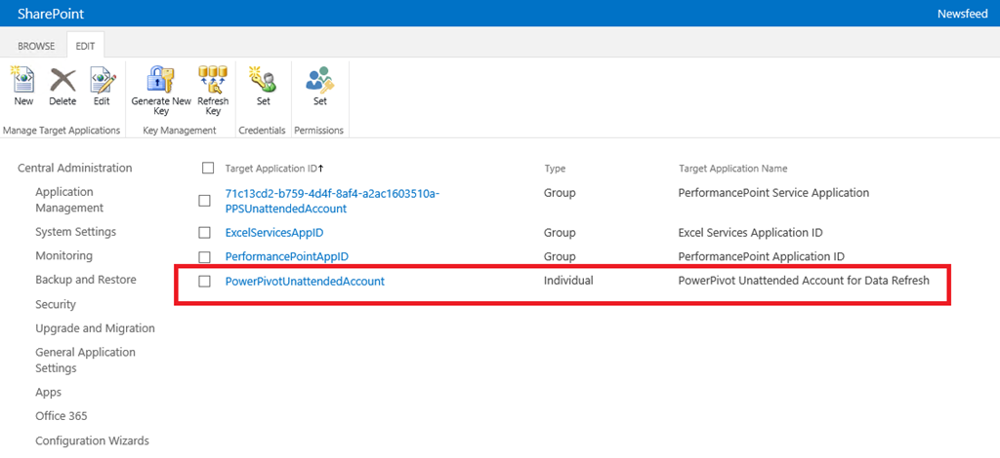 SharePoint
Newsfeed
BROWSE
EDIT
New
Delete
Edit
Generate New
Key
Refresh
Key
Set
Set
Manage Target Applications
Key Management
Credentials
Permissions
Central Administration
Application
Management
System Settings
Monitoring
Backup and Restore
Security
Upgrade and Migration
General Application
Settings
Apps
Office 365
Configuration Wizards
Target Application ID↑
Type
Target Application Name
71c13cd2-b759-4d4f-8af4-a2ac1603510a-
PPSUnattendedAccount
Group
PerformancePoint Service Application
ExcelServicesAppID
Group
Excel Services Application ID
PerformancePointAppID
Group
PerformancePoint Application ID
PowerPivotUnattendedAccount
Individual
PowerPivot Unattended Account for Data Refresh